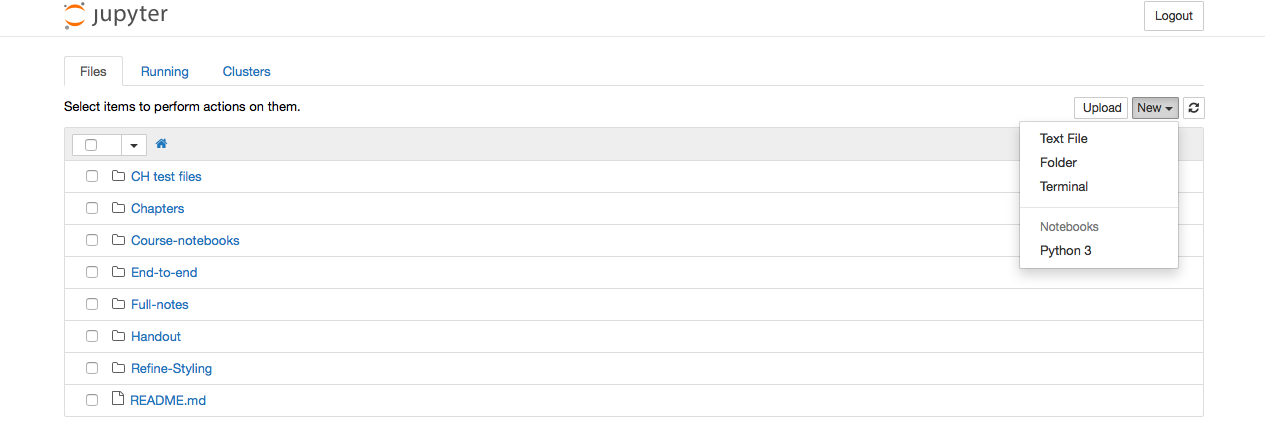 jupyter
Logout
Files Running Clusters
Select items to perform actions on them.
Upload New
Text File
Folder
Terminal
Notebooks
Python 3
CH test files
Chapters
Course-notebooks
End-to-end
Full-notes
Handout
Refine-Styling
README.md